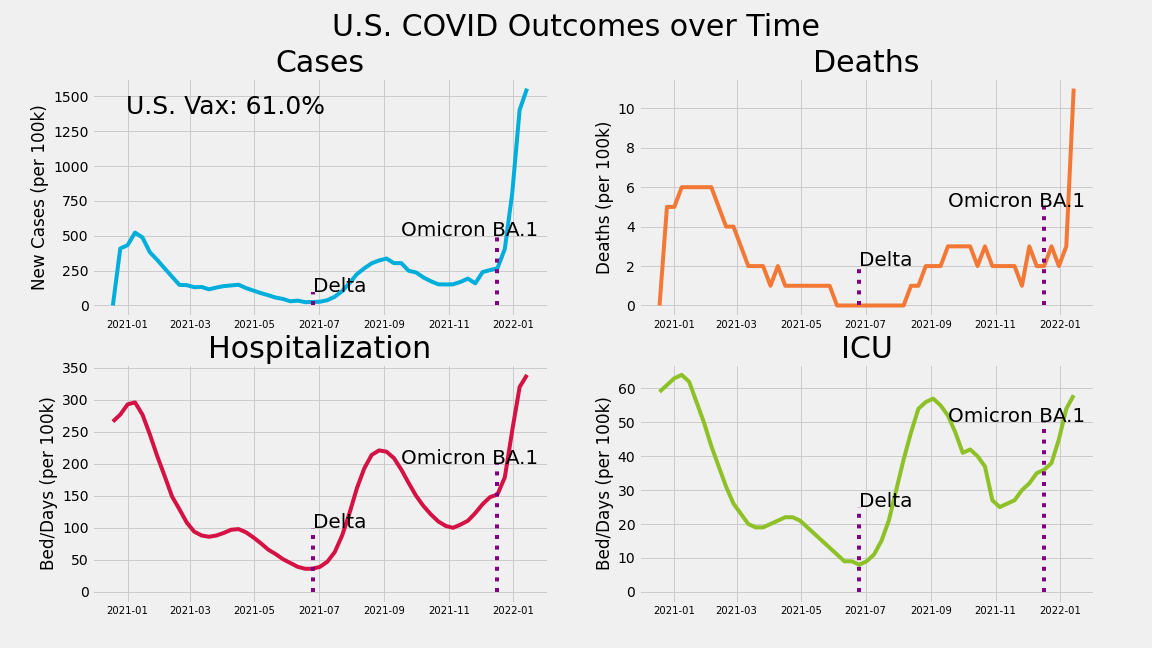 U.S. COVID Outcomes over Time
Cases
New Cases (per 100k)
1500
1250
1000
750
500
250
0
U.S. Vax: 61.0%
Omicron BA.1
Delta
2021-01 2021-03 2021-05 2021-07 2021-09 2021-11 2022-01
Deaths
Deaths (per 100k)
10
8
6
4
2
0
Omicron BA.1
Delta
2021-01 2021-03 2021-05 2021-07 2021-09 2021-11 2022-01
Hospitalization
Bed/Days (per 100k)
350
300
250
200
150
100
50
0
Omicron BA.1
Delta
2021-01 2021-03 2021-05 2021-07 2021-09 2021-11 2022-01
ICU
Bed/Days (per 100k)
60
50
40
30
20
10
0
Omicron BA.1
Delta
2021-01 2021-03 2021-05 2021-07 2021-09 2021-11 2022-01